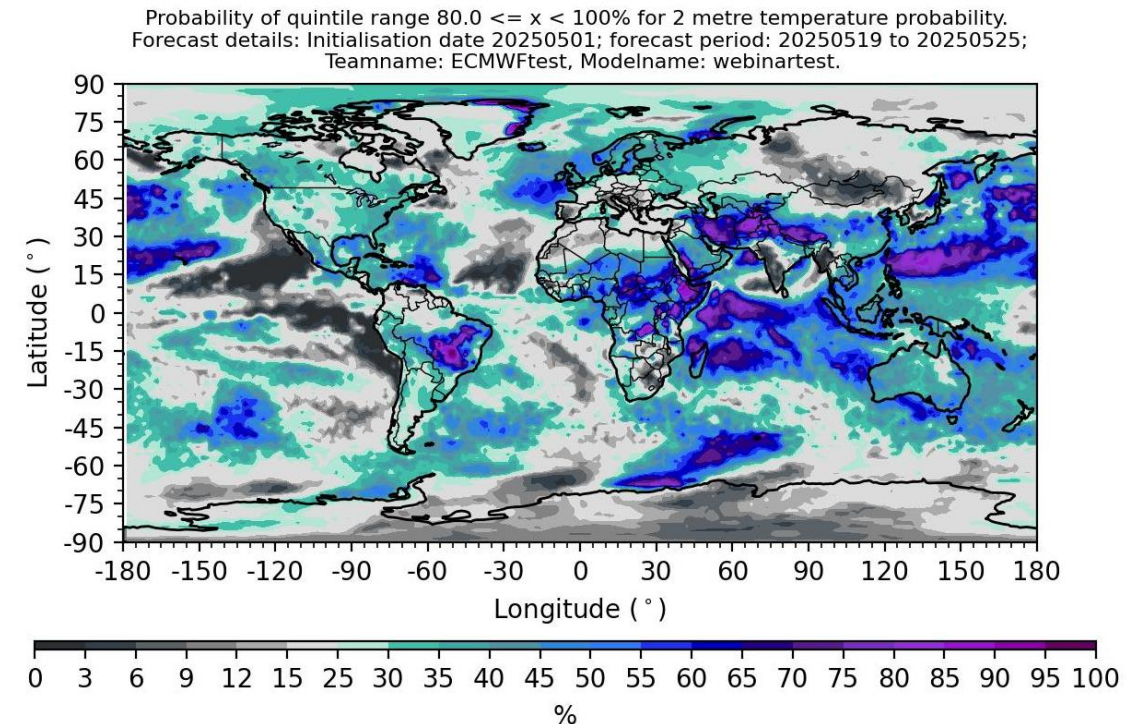 Probability of quintile range 80.0 <= x < 100% for 2 metre temperature probability.
Forecast details: Initialisation date 20250501; forecast period: 20250519 to 20250525;
Teamname: ECMWFtest, Modelname: webinartest.
90
75
60
45
30
15
0
-15
-30
-45
-60
-75
-90
Latitude (°)
-180 -150 -120 -90 -60 -30 0 30 60 90 120 150 180
Longitude (°)
0 3 6 9 12 15 25 30 35 40 45 50 55 60 65 70 75 80 85 90 95 100
%